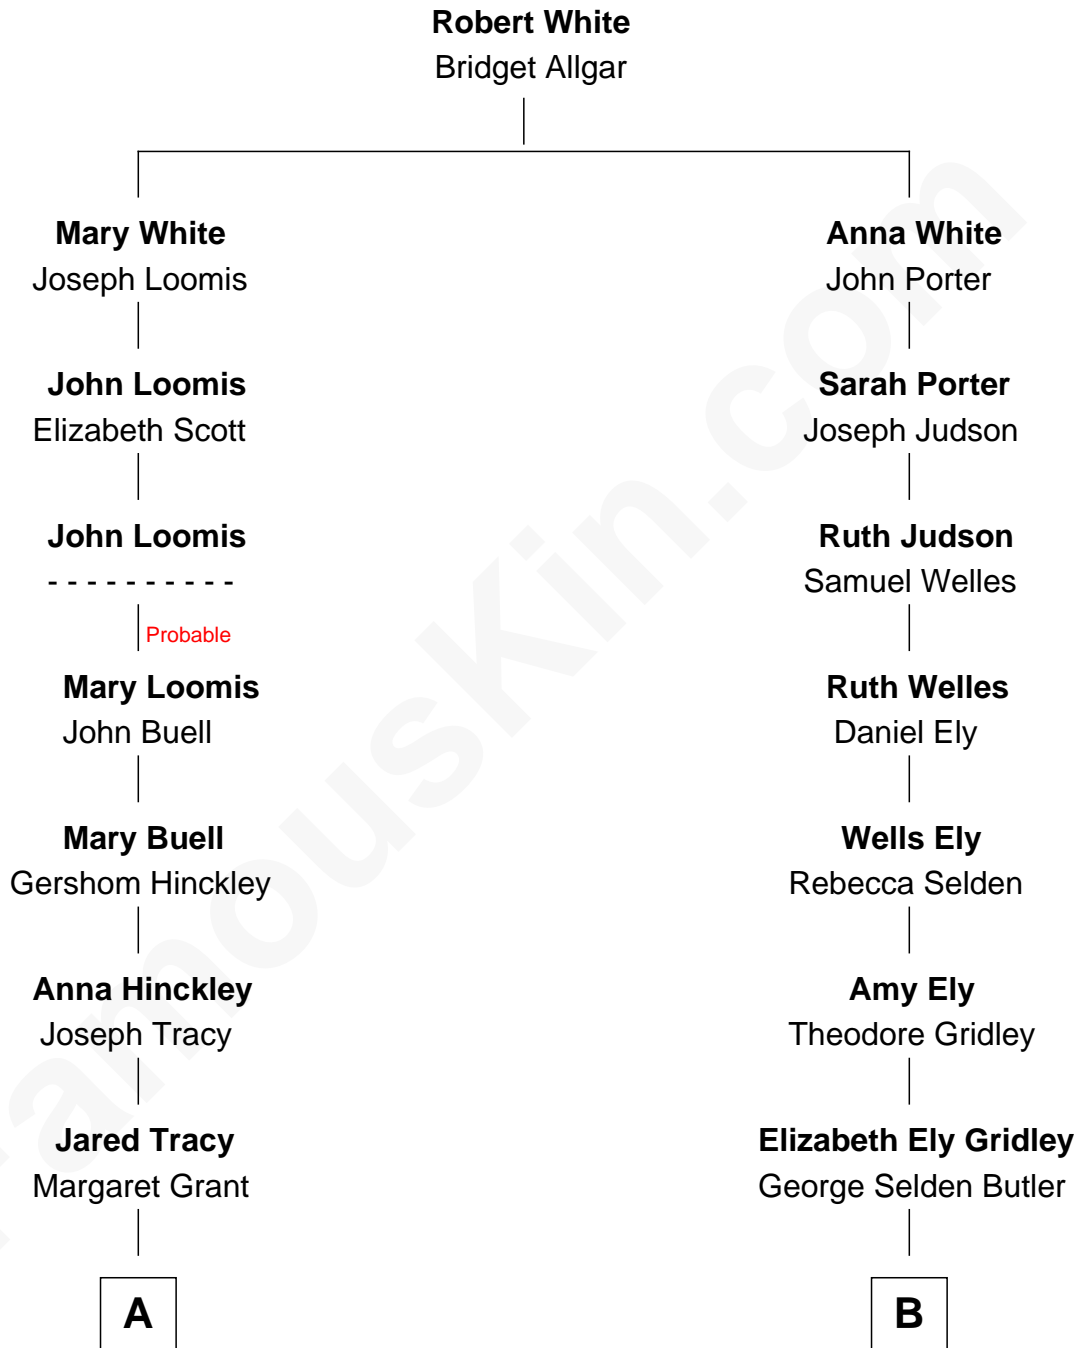 Robert White
Bridget Allgar
Mary White
Joseph Loomis
John Loomis
Elizabeth Scott
John Loomis
- - - - - - - - - -
Probable
Mary Loomis
John Buell
Mary Buell
Gershom Hinckley
Anna Hinckley
Joseph Tracy
Jared Tracy
Margaret Grant
A
Anna White
John Porter
Sarah Porter
Joseph Judson
Ruth Judson
Samuel Welles
Ruth Welles
Daniel Ely
Wells Ely
Rebecca Selden
Amy Ely
Theodore Gridley
Elizabeth Ely Gridley
George Selden Butler
B
FamousKin.com